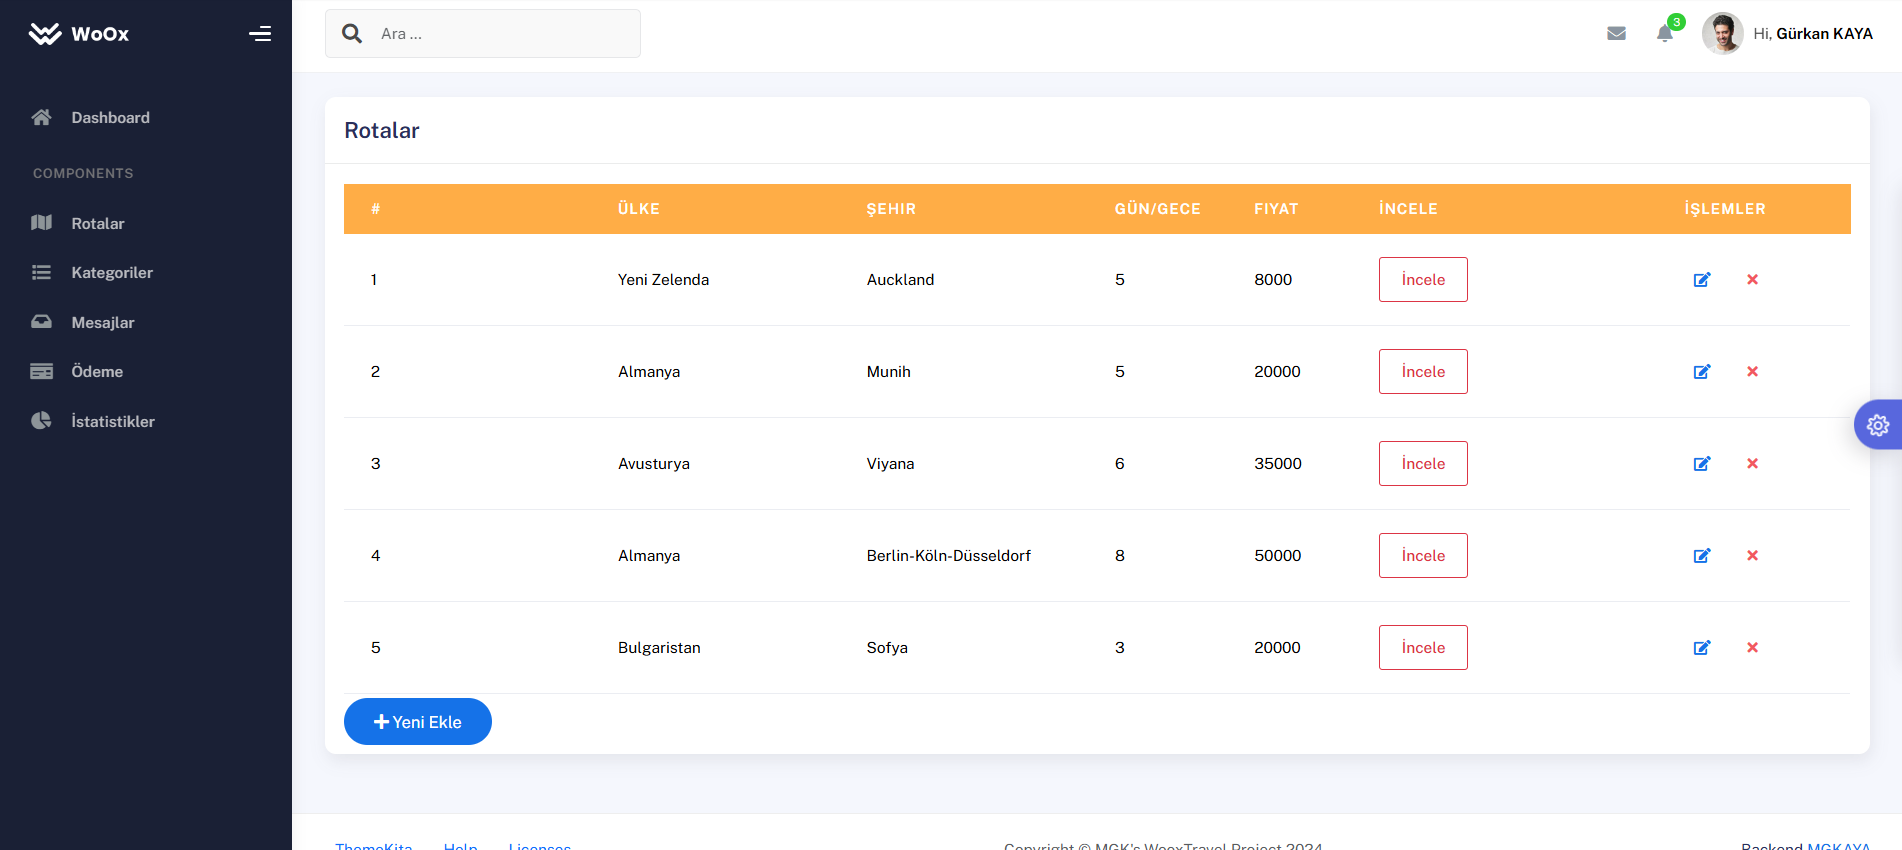 WoOx
Ara ...
3
Hi, Gürkan KAYA
Dashboard
COMPONENTS
Rotalar
Kategoriler
Mesajlar
Ödeme
İstatistikler
Rotalar
# ÜLKE ŞEHIR GÜN/GECE FIYAT İNCELE İŞLEMLER
1 Yeni Zelenda Auckland 5 8000 İncele
2 Almanya Munih 5 20000 İncele
3 Avusturya Viyana 6 35000 İncele
4 Almanya Berlin-Köln-Düsseldorf 8 50000 İncele
5 Bulgaristan Sofya 3 20000 İncele
Yeni Ekle
ThemeKita Help Licenses Copyright © MGK's WooxTravel Project 2024 Backend MGKAYA